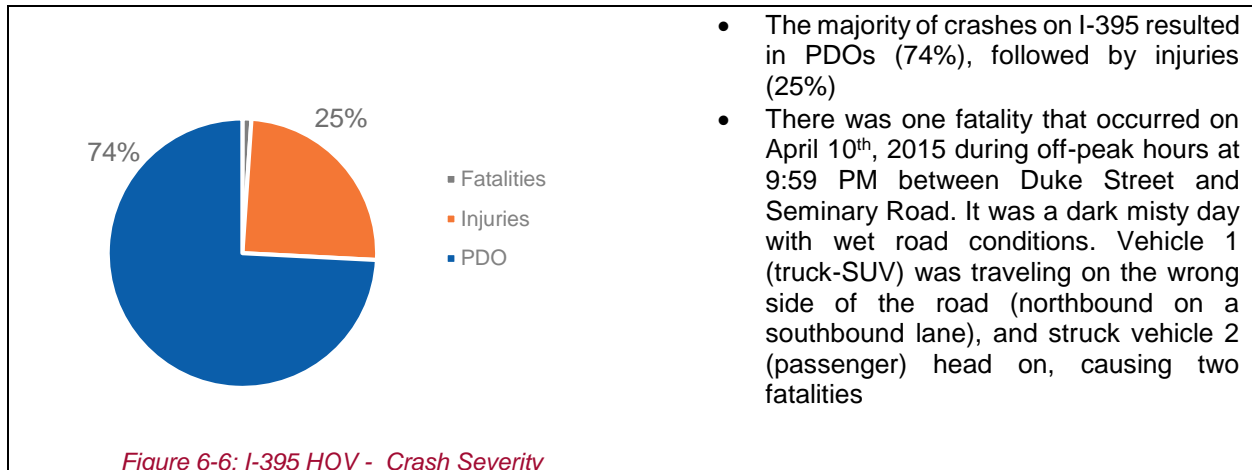 25%
74%
Fatalities
Injuries
PDO
Figure 6-6: I-395 HOV - Crash Severity
• The majority of crashes on I-395 resulted
in PDOs (74%), followed by injuries
(25%)
• There was one fatality that occurred on
April 10th, 2015 during off-peak hours at
9:59 PM between Duke Street and
Seminary Road. It was a dark misty day
with wet road conditions. Vehicle 1
(truck-SUV) was traveling on the wrong
side of the road (northbound on a
southbound lane), and struck vehicle 2
(passenger) head on, causing two
fatalities